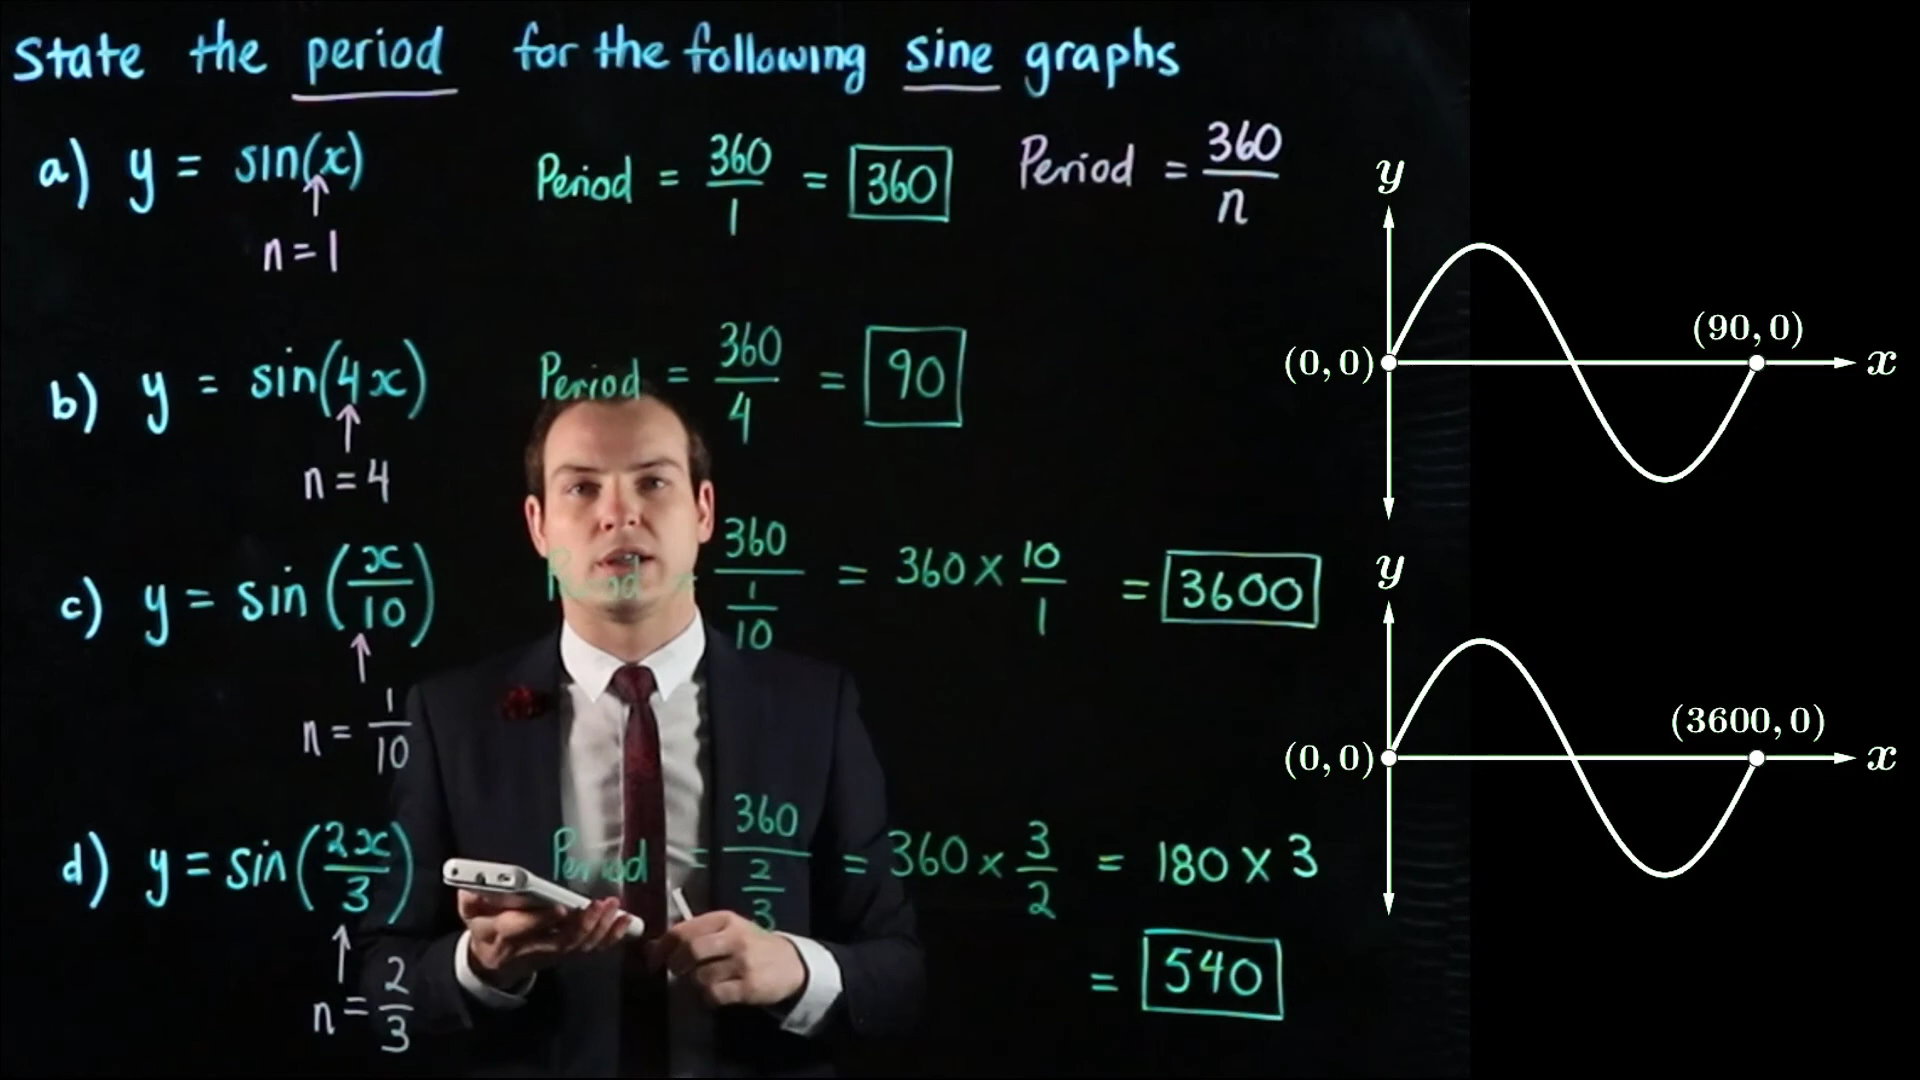 State the period for the following sine graphs
a) y = sin(x)
n = 1
Period = 360/1 = 360
Period = 360/n
b) y = sin(4x)
n = 4
Period = 360/4 = 90
c) y = sin(x/10)
n = 1/10
Period = 360/(1/10) = 360 × 10/1 = 3600
d) y = sin(2x/3)
n = 2/3
Period = 360/(2/3) = 360 × 3/2 = 180 × 3
= 540
y
(90, 0)
(0, 0)
x
y
(3600, 0)
(0, 0)
x